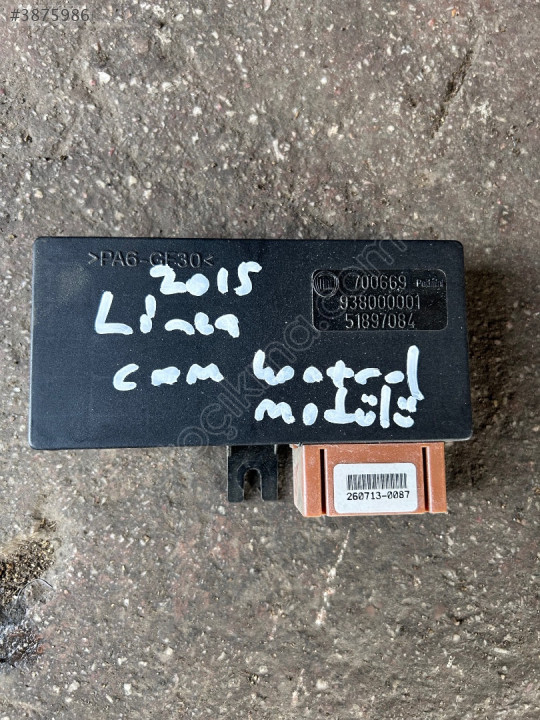 #3875986
>PA6-GF30<
2015
Linea
cam kontrol
modülü
700669
938000001
51897084
260713-0087